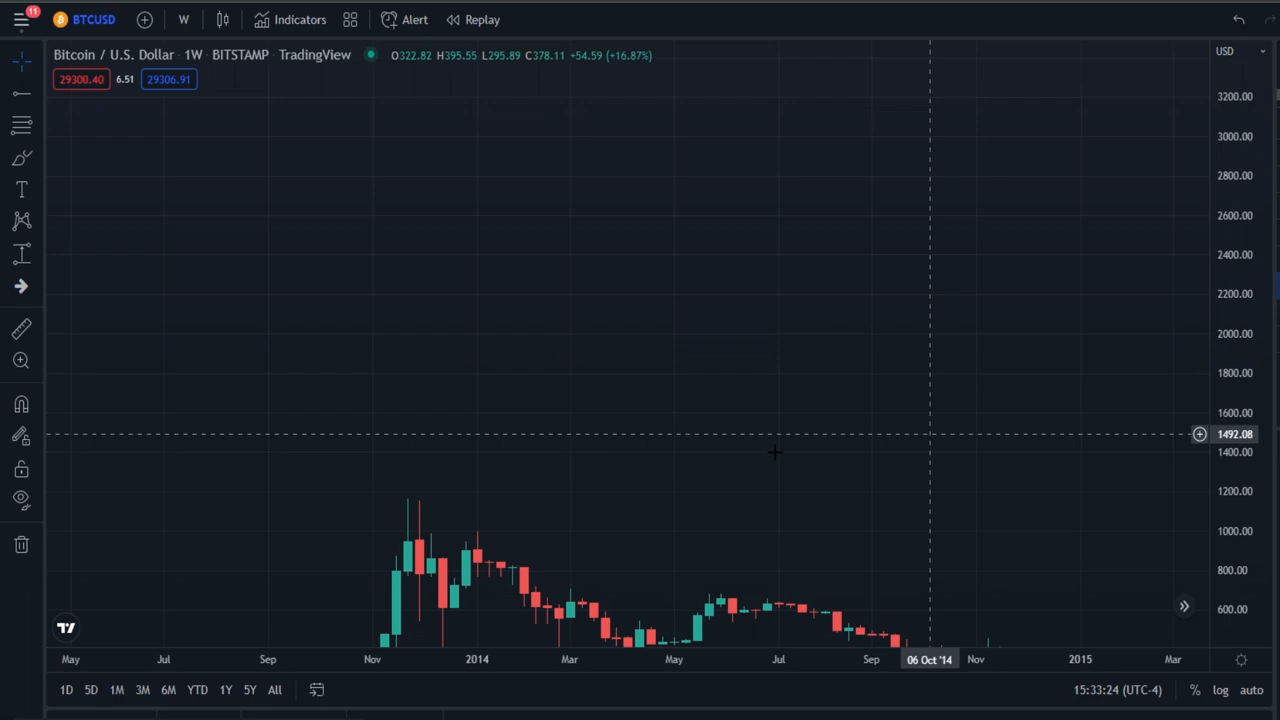 11
BTCUSD
W
Indicators
Alert
Replay
Bitcoin / U.S. Dollar · 1W · BITSTAMP · TradingView
O322.82 H395.55 L295.89 C378.11 +54.59 (+16.87%)
USD
29300.40
6.51
29306.91
3200.00
3000.00
2800.00
2600.00
2400.00
2200.00
2000.00
1800.00
1600.00
1492.08
1400.00
1200.00
1000.00
800.00
600.00
May
Jul
Sep
Nov
2014
Mar
May
Jul
Sep
06 Oct '14
Nov
2015
Mar
1D
5D
1M
3M
6M
YTD
1Y
5Y
All
15:33:24 (UTC-4)
%
log
auto